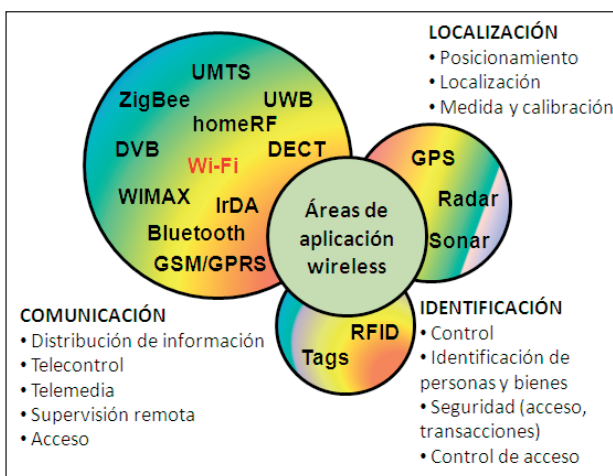 LOCALIZACIÓN
• Posicionamiento
• Localización
• Medida y calibración
UMTS
ZigBee
UWB
homeRF
DVB
DECT
Wi-Fi
WIMAX
IrDA
Bluetooth
GSM/GPRS
GPS
Radar
Sonar
Áreas de
aplicación
wireless
RFID
Tags
COMUNICACIÓN
• Distribución de información
• Telecontrol
• Telemedia
• Supervisión remota
• Acceso
IDENTIFICACIÓN
• Control
• Identificación de
personas y bienes
• Seguridad (acceso,
transacciones)
• Control de acceso